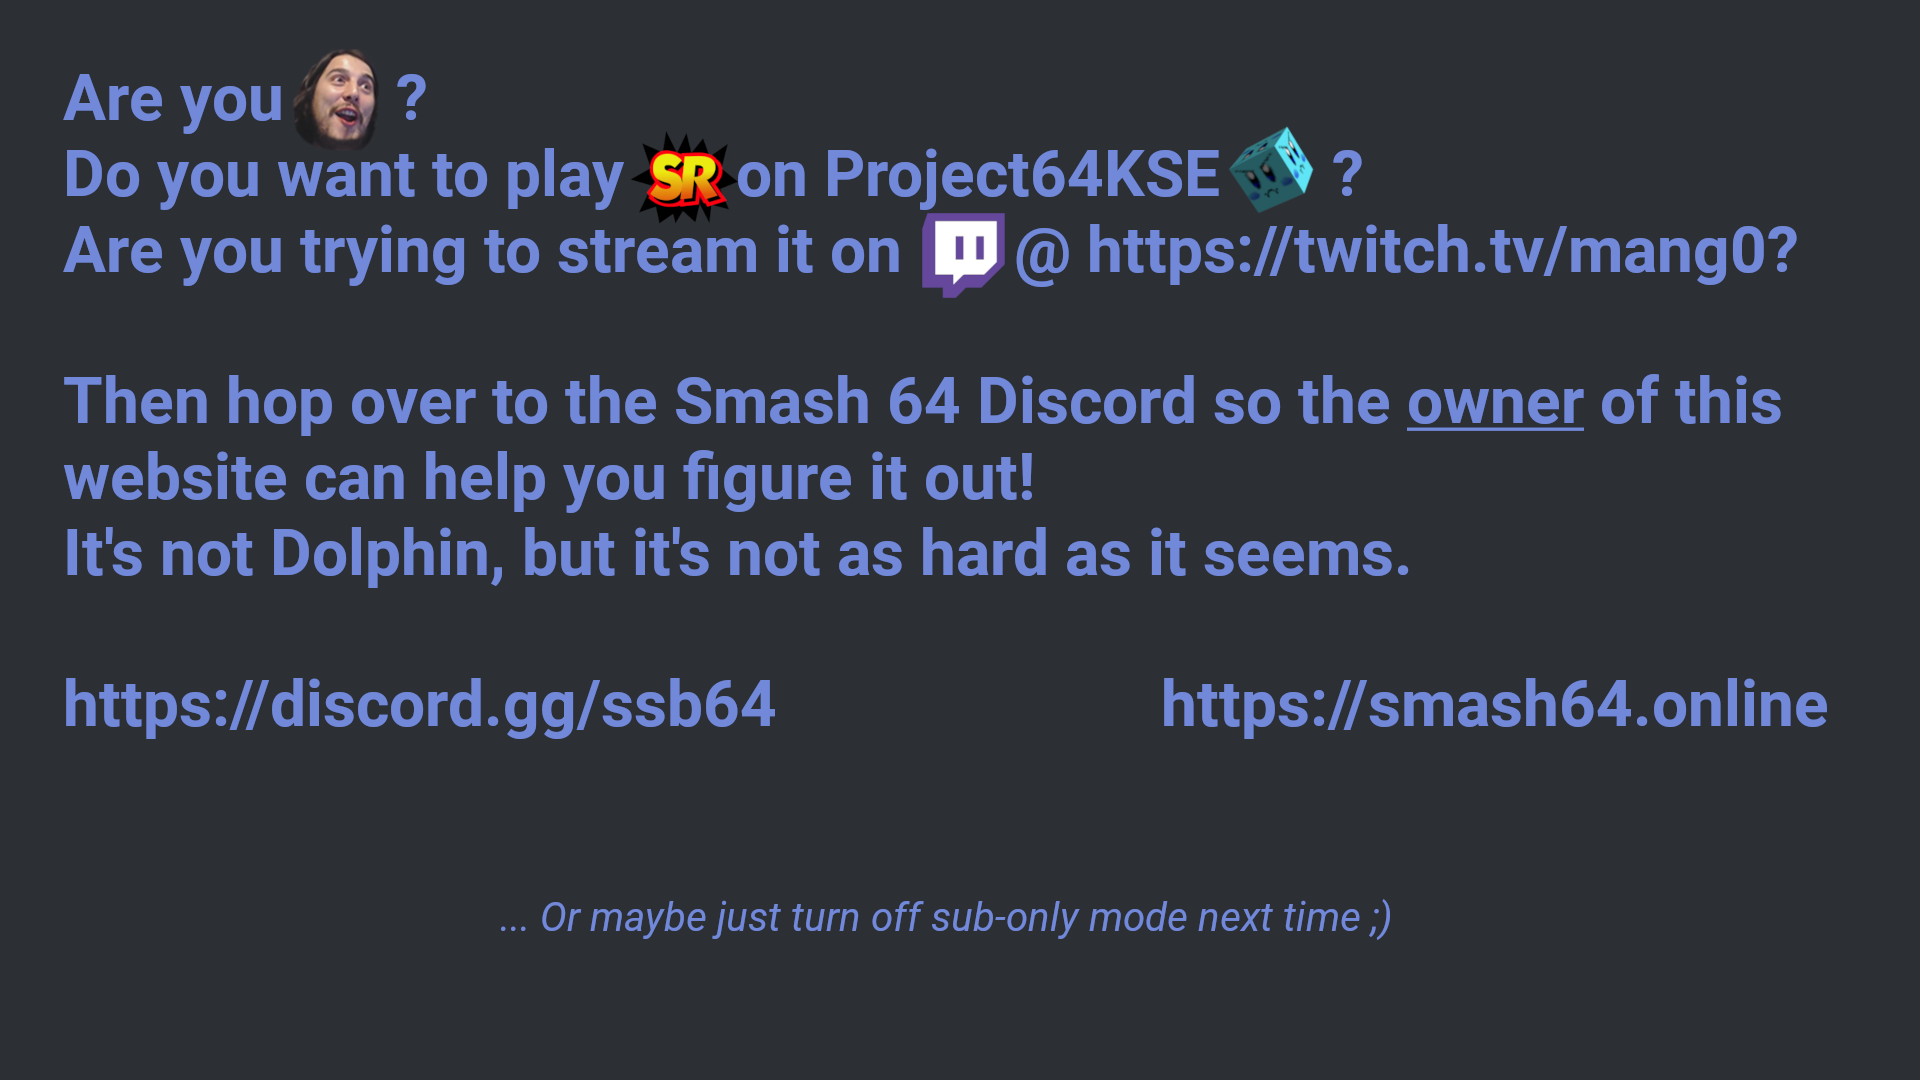 Are you ?
Do you want to play SR on Project64KSE ?
Are you trying to stream it on @ https://twitch.tv/mang0?
Then hop over to the Smash 64 Discord so the owner of this
website can help you figure it out!
It's not Dolphin, but it's not as hard as it seems.
https://discord.gg/ssb64 https://smash64.online
... Or maybe just turn off sub-only mode next time ;)